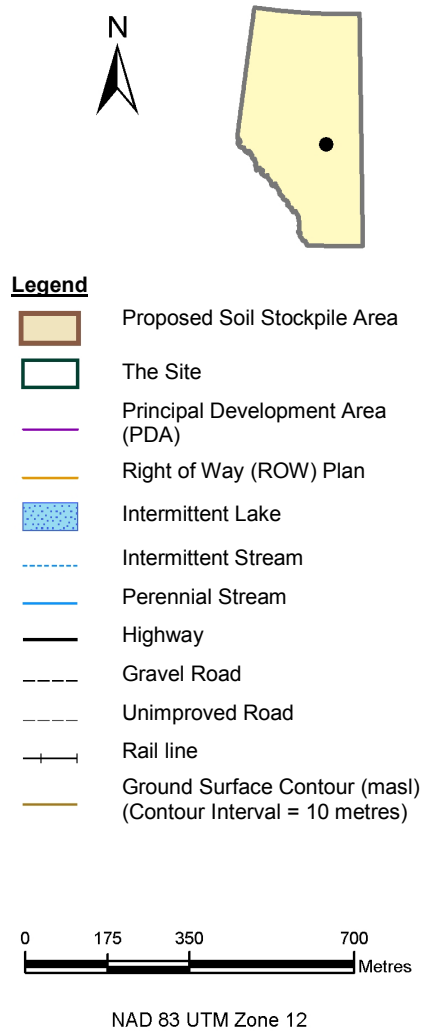 N
Legend
Proposed Soil Stockpile Area
The Site
Principal Development Area
(PDA)
Right of Way (ROW) Plan
Intermittent Lake
Intermittent Stream
Perennial Stream
Highway
Gravel Road
Unimproved Road
Rail line
Ground Surface Contour (masl)
(Contour Interval = 10 metres)
0 175 350 700
Metres
NAD 83 UTM Zone 12